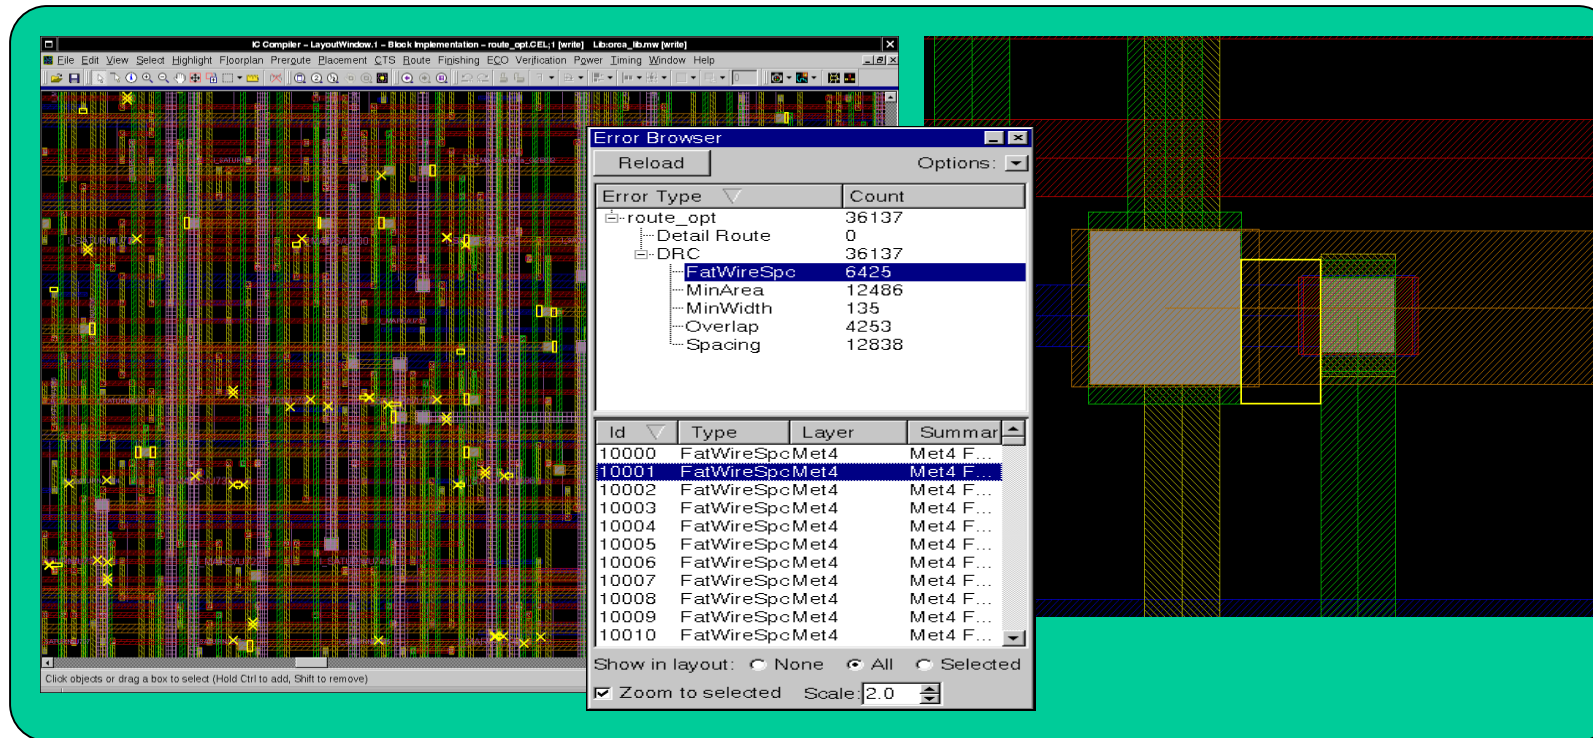 IC Compiler - LayoutWindow.1 - Block Implementation - route_opt.CEL;1 [write]   Lib:orca_lib.mw [write]
File Edit View Select Highlight Floorplan Preroute Placement CTS Route Finishing ECO Verification Power Timing Window Help
0
Error Browser
Reload Options:
Error Type Count
route_opt 36137
Detail Route 0
DRC 36137
FatWireSpc 6425
MinArea 12486
MinWidth 135
Overlap 4253
Spacing 12838
Id Type Layer Summar
10000 FatWireSpc Met4 Met4 F...
10001 FatWireSpc Met4 Met4 F...
10002 FatWireSpc Met4 Met4 F...
10003 FatWireSpc Met4 Met4 F...
10004 FatWireSpc Met4 Met4 F...
10005 FatWireSpc Met4 Met4 F...
10006 FatWireSpc Met4 Met4 F...
10007 FatWireSpc Met4 Met4 F...
10008 FatWireSpc Met4 Met4 F...
10009 FatWireSpc Met4 Met4 F...
10010 FatWireSpc Met4 Met4 F...
Show in layout: None All Selected
Zoom to selected Scale: 2.0
Click objects or drag a box to select (Hold Ctrl to add, Shift to remove)